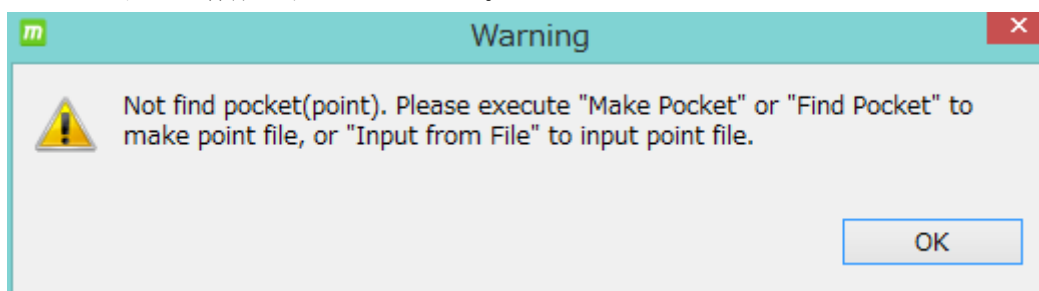 m
Warning
Not find pocket(point). Please execute "Make Pocket" or "Find Pocket" to
make point file, or "Input from File" to input point file.
OK